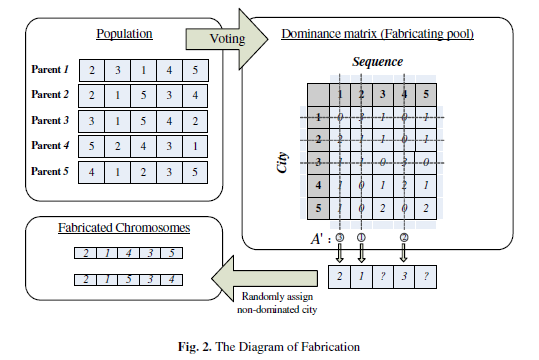 Population
Voting
Dominance matrix (Fabricating pool)
Parent 1 2 3 1 4 5
Parent 2 2 1 5 3 4
Parent 3 3 1 5 4 2
Parent 4 5 2 4 3 1
Parent 5 4 1 2 3 5
Sequence
1 2 3 4 5
City
1 0 3 1 0 1
2 2 1 1 0 1
3 1 1 0 3 0
4 1 0 1 2 1
5 1 0 2 0 2
A' : ③ ① ②
2 1 ? 3 ?
Fabricated Chromosomes
2 1 4 3 5
2 1 5 3 4
Randomly assign
non-dominated city
Fig. 2. The Diagram of Fabrication